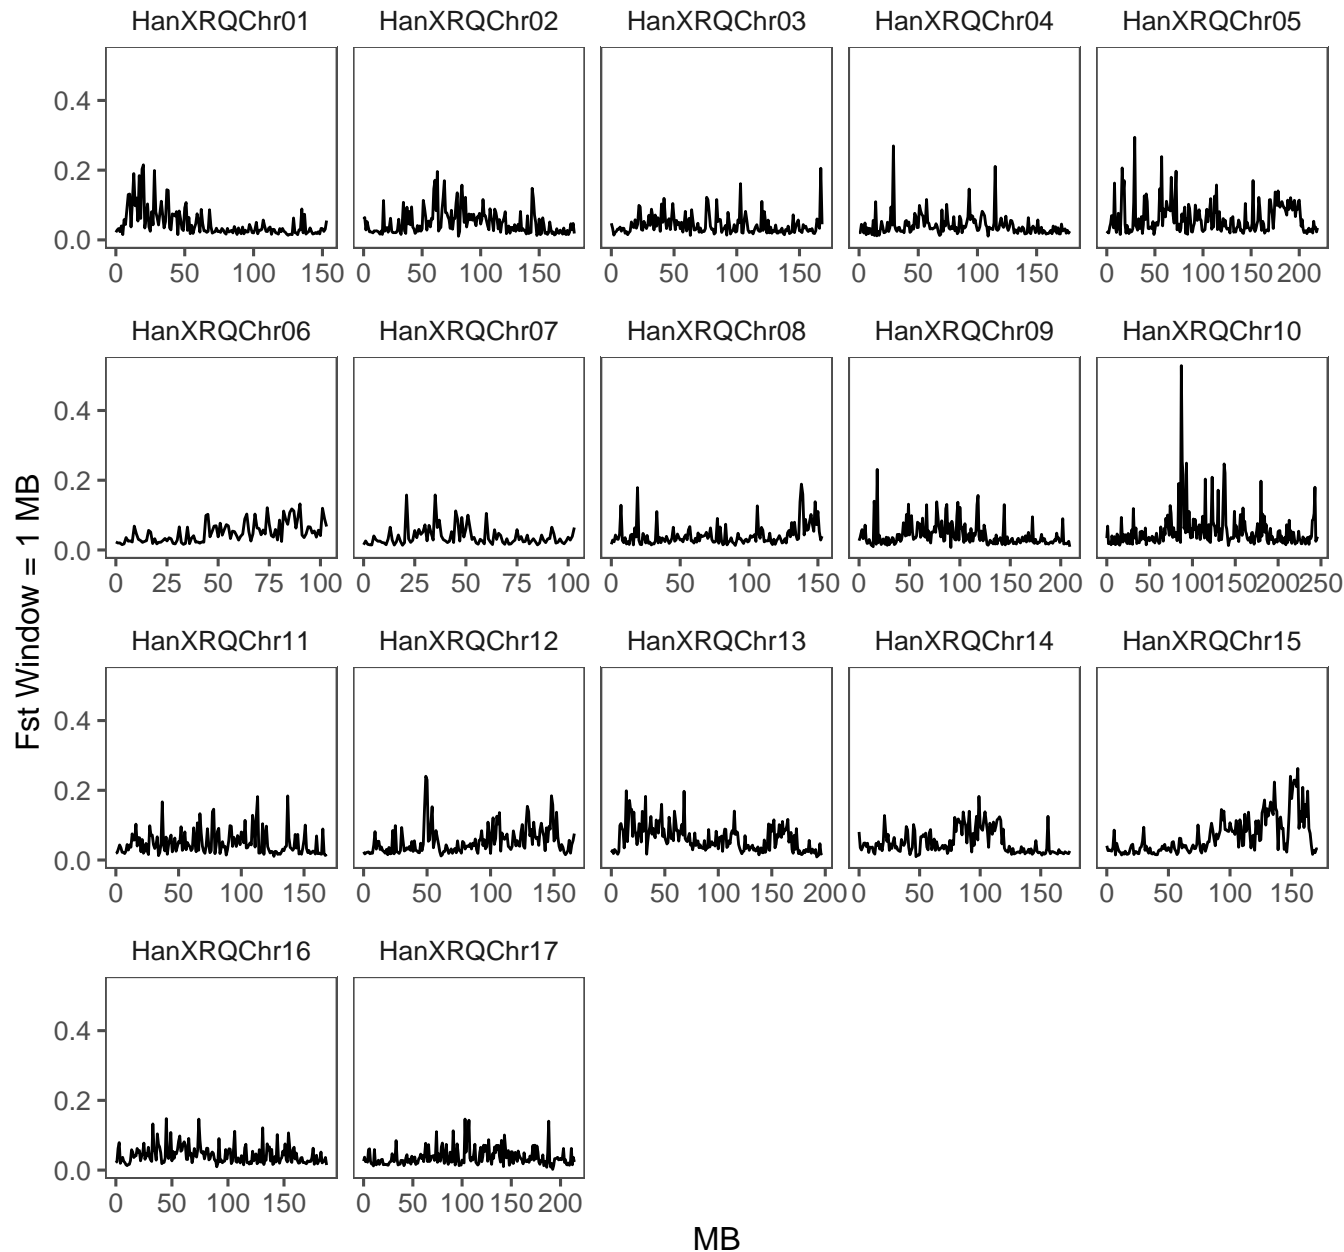 HanXRQChr01 HanXRQChr02 HanXRQChr03 HanXRQChr04 HanXRQChr05
0.4
0.2
0.0
0 50 100 150 0 50 100 150 0 50 100 150 0 50 100 150 0 50 100 150 200
HanXRQChr06 HanXRQChr07 HanXRQChr08 HanXRQChr09 HanXRQChr10
0.4
0.2
0.0
0 25 50 75 100 0 25 50 75 100 0 50 100 150 0 50 100 150 200 0 50 100 150 200 250
Fst Window = 1 MB
HanXRQChr11 HanXRQChr12 HanXRQChr13 HanXRQChr14 HanXRQChr15
0.4
0.2
0.0
0 50 100 150 0 50 100 150 0 50 100 150 200 0 50 100 150 0 50 100 150
HanXRQChr16 HanXRQChr17
0.4
0.2
0.0
0 50 100 150 0 50 100 150 200
MB